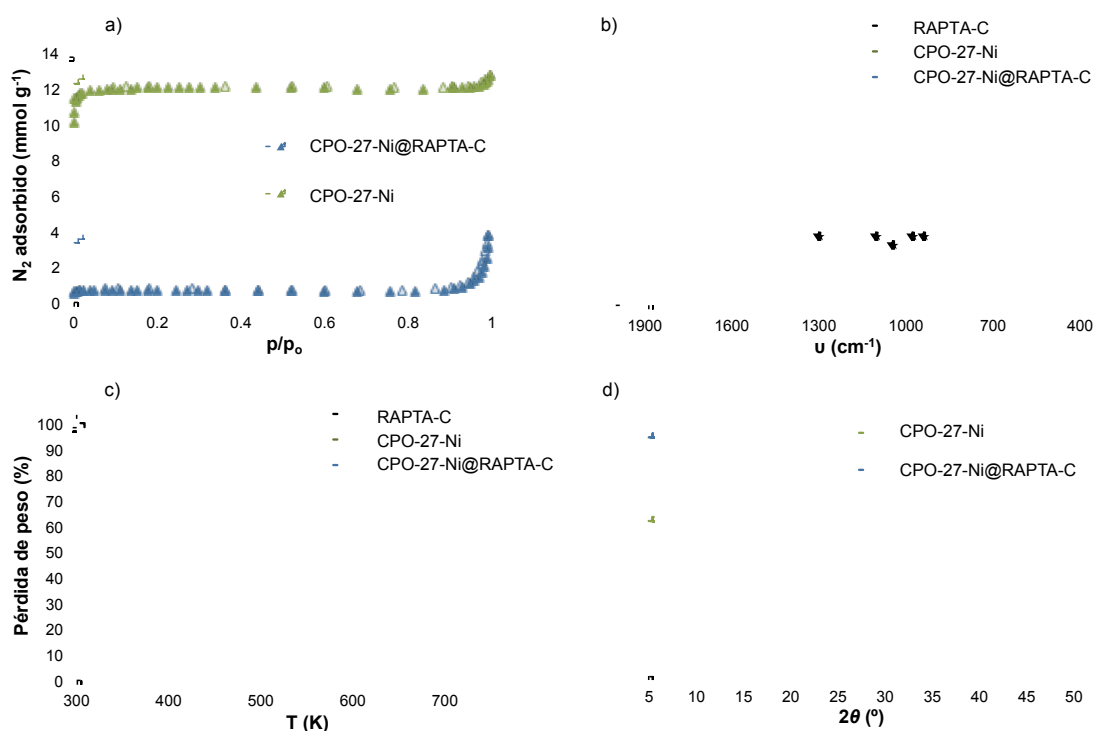 a)
N₂ adsorbido (mmol g⁻¹)
14
12
10
8
6
4
2
0
0 0.2 0.4 0.6 0.8 1
p/pₒ
CPO-27-Ni@RAPTA-C
CPO-27-Ni
b)
RAPTA-C
CPO-27-Ni
CPO-27-Ni@RAPTA-C
1900 1600 1300 1000 700 400
υ (cm⁻¹)
c)
Pérdida de peso (%)
100
90
80
70
60
50
40
30
20
10
0
300 400 500 600 700
T (K)
RAPTA-C
CPO-27-Ni
CPO-27-Ni@RAPTA-C
d)
CPO-27-Ni
CPO-27-Ni@RAPTA-C
5 10 15 20 25 30 35 40 45 50
2θ (º)